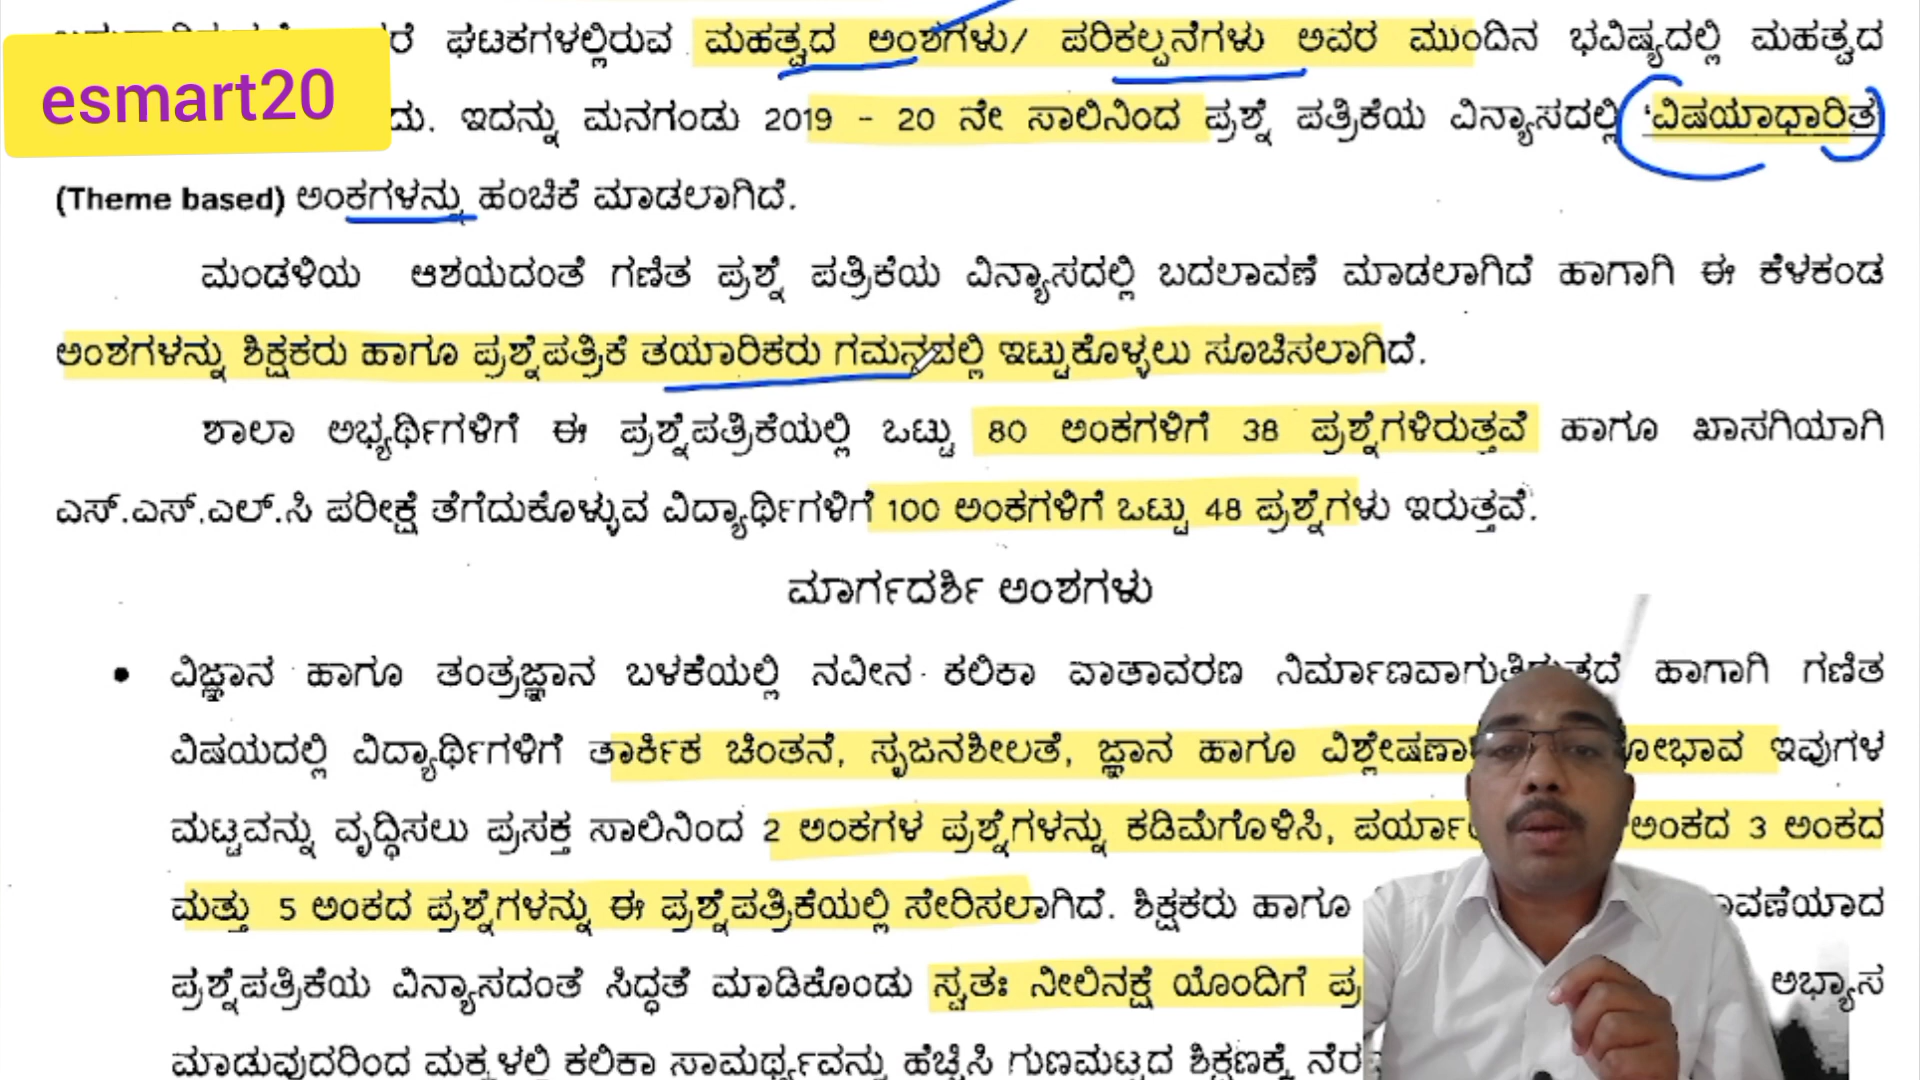 ಘಟಕಗಳಲ್ಲಿರುವ ಮಹತ್ವದ ಅಂಶಗಳು/ ಪರಿಕಲ್ಪನೆಗಳು ಅವರ ಮುಂದಿನ ಭವಿಷ್ಯದಲ್ಲಿ ಮಹತ್ವದ
esmart20
ಇದನ್ನು ಮನಗಂಡು 2019 - 20 ನೇ ಸಾಲಿನಿಂದ ಪ್ರಶ್ನೆ ಪತ್ರಿಕೆಯ ವಿನ್ಯಾಸದಲ್ಲಿ 'ವಿಷಯಾಧಾರಿತ'
(Theme based) ಅಂಕಗಳನ್ನು ಹಂಚಿಕೆ ಮಾಡಲಾಗಿದೆ.
ಮಂಡಳಿಯ ಆಶಯದಂತೆ ಗಣಿತ ಪ್ರಶ್ನೆ ಪತ್ರಿಕೆಯ ವಿನ್ಯಾಸದಲ್ಲಿ ಬದಲಾವಣೆ ಮಾಡಲಾಗಿದೆ ಹಾಗಾಗಿ ಈ ಕೆಳಕಂಡ
ಅಂಶಗಳನ್ನು ಶಿಕ್ಷಕರು ಹಾಗೂ ಪ್ರಶ್ನೆಪತ್ರಿಕೆ ತಯಾರಿಕರು ಗಮನದಲ್ಲಿ ಇಟ್ಟುಕೊಳ್ಳಲು ಸೂಚಿಸಲಾಗಿದೆ.
ಶಾಲಾ ಅಭ್ಯರ್ಥಿಗಳಿಗೆ ಈ ಪ್ರಶ್ನೆಪತ್ರಿಕೆಯಲ್ಲಿ ಒಟ್ಟು 80 ಅಂಕಗಳಿಗೆ 38 ಪ್ರಶ್ನೆಗಳಿರುತ್ತವೆ ಹಾಗೂ ಖಾಸಗಿಯಾಗಿ
ಎಸ್.ಎಸ್.ಎಲ್.ಸಿ ಪರೀಕ್ಷೆ ತೆಗೆದುಕೊಳ್ಳುವ ವಿದ್ಯಾರ್ಥಿಗಳಿಗೆ 100 ಅಂಕಗಳಿಗೆ ಒಟ್ಟು 48 ಪ್ರಶ್ನೆಗಳು ಇರುತ್ತವೆ.
ಮಾರ್ಗದರ್ಶಿ ಅಂಶಗಳು
• ವಿಜ್ಞಾನ ಹಾಗೂ ತಂತ್ರಜ್ಞಾನ ಬಳಕೆಯಲ್ಲಿ ನವೀನ ಕಲಿಕಾ ವಾತಾವರಣ ಹಾಗಾಗಿ ಗಣಿತ
ವಿಷಯದಲ್ಲಿ ವಿದ್ಯಾರ್ಥಿಗಳಿಗೆ ತಾರ್ಕಿಕ ಚಿಂತನೆ, ಸೃಜನಶೀಲತೆ, ಜ್ಞಾನ ಹಾಗೂ ಇವುಗಳ
ಮಟ್ಟವನ್ನು ವೃದ್ಧಿಸಲು ಪ್ರಸಕ್ತ ಸಾಲಿನಿಂದ 2 ಅಂಕಗಳ ಪ್ರಶ್ನೆಗಳನ್ನು ಕಡಿಮೆಗೊಳಿಸಿ, ಅಂಕದ 3 ಅಂಕದ
ಮತ್ತು 5 ಅಂಕದ ಪ್ರಶ್ನೆಗಳನ್ನು ಈ ಪ್ರಶ್ನೆಪತ್ರಿಕೆಯಲ್ಲಿ ಸೇರಿಸಲಾಗಿದೆ. ಶಿಕ್ಷಕರು ಹಾಗೂ
ಪ್ರಶ್ನೆಪತ್ರಿಕೆಯ ವಿನ್ಯಾಸದಂತೆ ಸಿದ್ಧತೆ ಮಾಡಿಕೊಂಡು ಸ್ವತಃ ನೀಲಿನಕ್ಷೆ ಯೊಂದಿಗೆ ಅಭ್ಯಾಸ
ಮಾಡುವುದರಿಂದ ಮಕ್ಕಳಲ್ಲಿ ಕಲಿಕಾ ಸಾಮರ್ಥ್ಯವನ್ನು ಹೆಚ್ಚಿಸಿ ಗುಣಮಟ್ಟದ ಶಿಕ್ಷಣಕ್ಕೆ